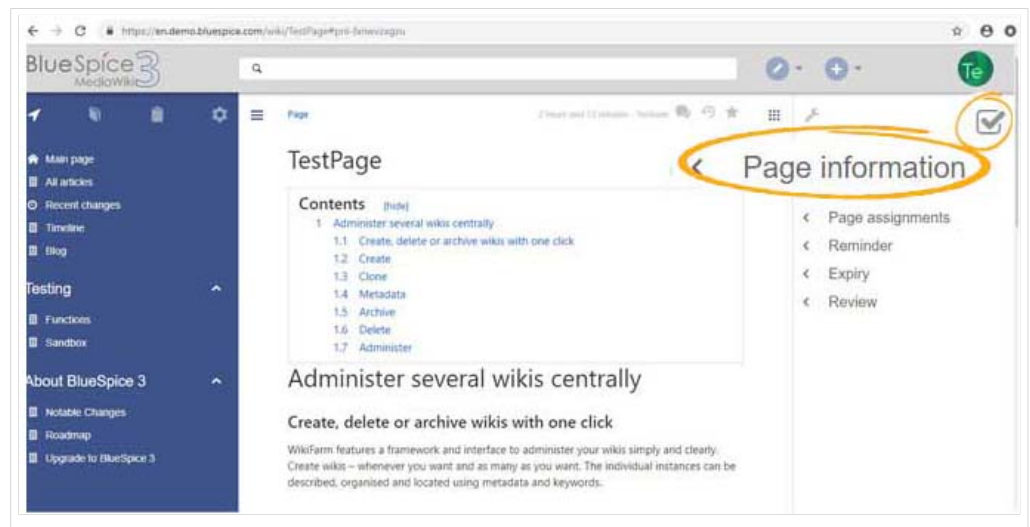 https://en.demo.bluespice.com/wiki/TestPage
BlueSpice 3
MediaWiki
Te
Page
TestPage
Page information
Main page
All articles
Recent changes
Timeline
Blog
Testing
Functions
Sandbox
About BlueSpice 3
Notable Changes
Roadmap
Upgrade to BlueSpice 3
Contents [hide]
1 Administer several wikis centrally
1.1 Create, delete or archive wikis with one click
1.2 Create
1.3 Clone
1.4 Metadata
1.5 Archive
1.6 Delete
1.7 Administer
Administer several wikis centrally
Create, delete or archive wikis with one click
WikiFarm features a framework and interface to administer your wikis simply and clearly.
Create wikis – whenever you want and as many as you want. The individual instances can be
described, organised and located using metadata and keywords.
Page assignments
Reminder
Expiry
Review